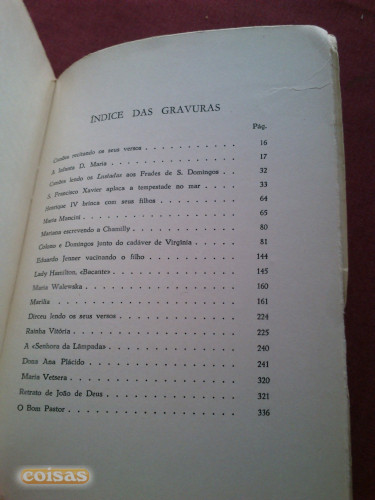 ÍNDICE DAS GRAVURAS
Pág.
Camões recitando os seus versos 16
A Infanta D. Maria 17
Camões lendo os Lusíadas aos Frades de S. Domingos 32
A Francisco Xavier aplaca a tempestade no mar 33
Henrique IV brinca com seus filhos 64
Maria Mancini 65
Mariana escrevendo a Chamilly 80
Colono e Domingos junto do cadáver de Virgínia 81
Eduardo Jenner vacinando o filho 144
Lady Hamilton, «Bacante» 145
Maria Walewska 160
Marília 161
Dirceu lendo os seus versos 224
Rainha Vitória 225
A «Senhora da Lâmpada» 240
Dona Ana Plácido 241
Maria Vetsera 320
Retrato de João de Deus 321
O Bom Pastor 336
coisas